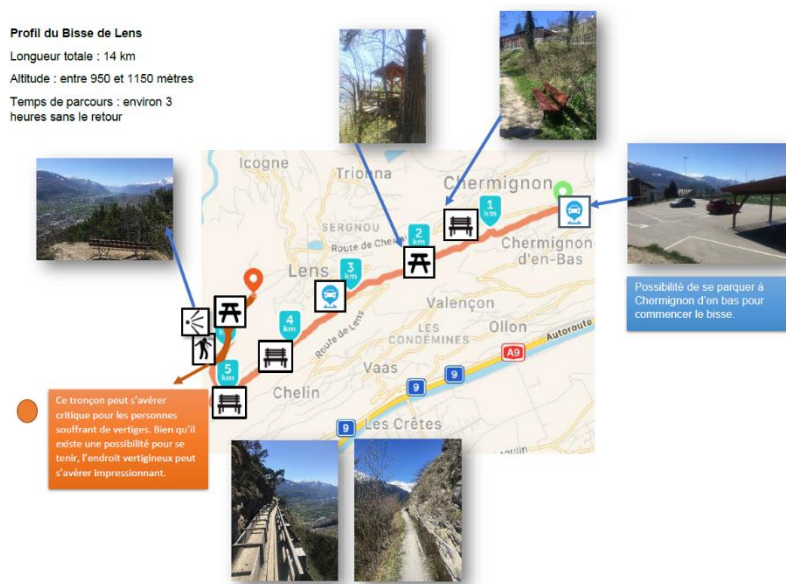 Profil du Bisse de Lens
Longueur totale : 14 km
Altitude : entre 950 et 1150 mètres
Temps de parcours : environ 3
heures sans le retour
Icogne
Trionna
Chermignon
1
km
2
km
SERGNOU
Route de Cher
Chermignon
d'en-Bas
Lens
3
km
4
km
Route de Lens
Valençon
LES
CONDÉMINES
Ollon
Autoroute
A9
5
km
Chelin
Vaas
9
9
9
Les Crêtes
Possibilité de se parquer à
Chermignon d'en bas pour
commencer le bisse.
Ce tronçon peut s'avérer
critique pour les personnes
souffrant de vertiges. Bien qu'il
existe une possibilité pour se
tenir, l'endroit vertigineux peut
s'avérer impressionnant.